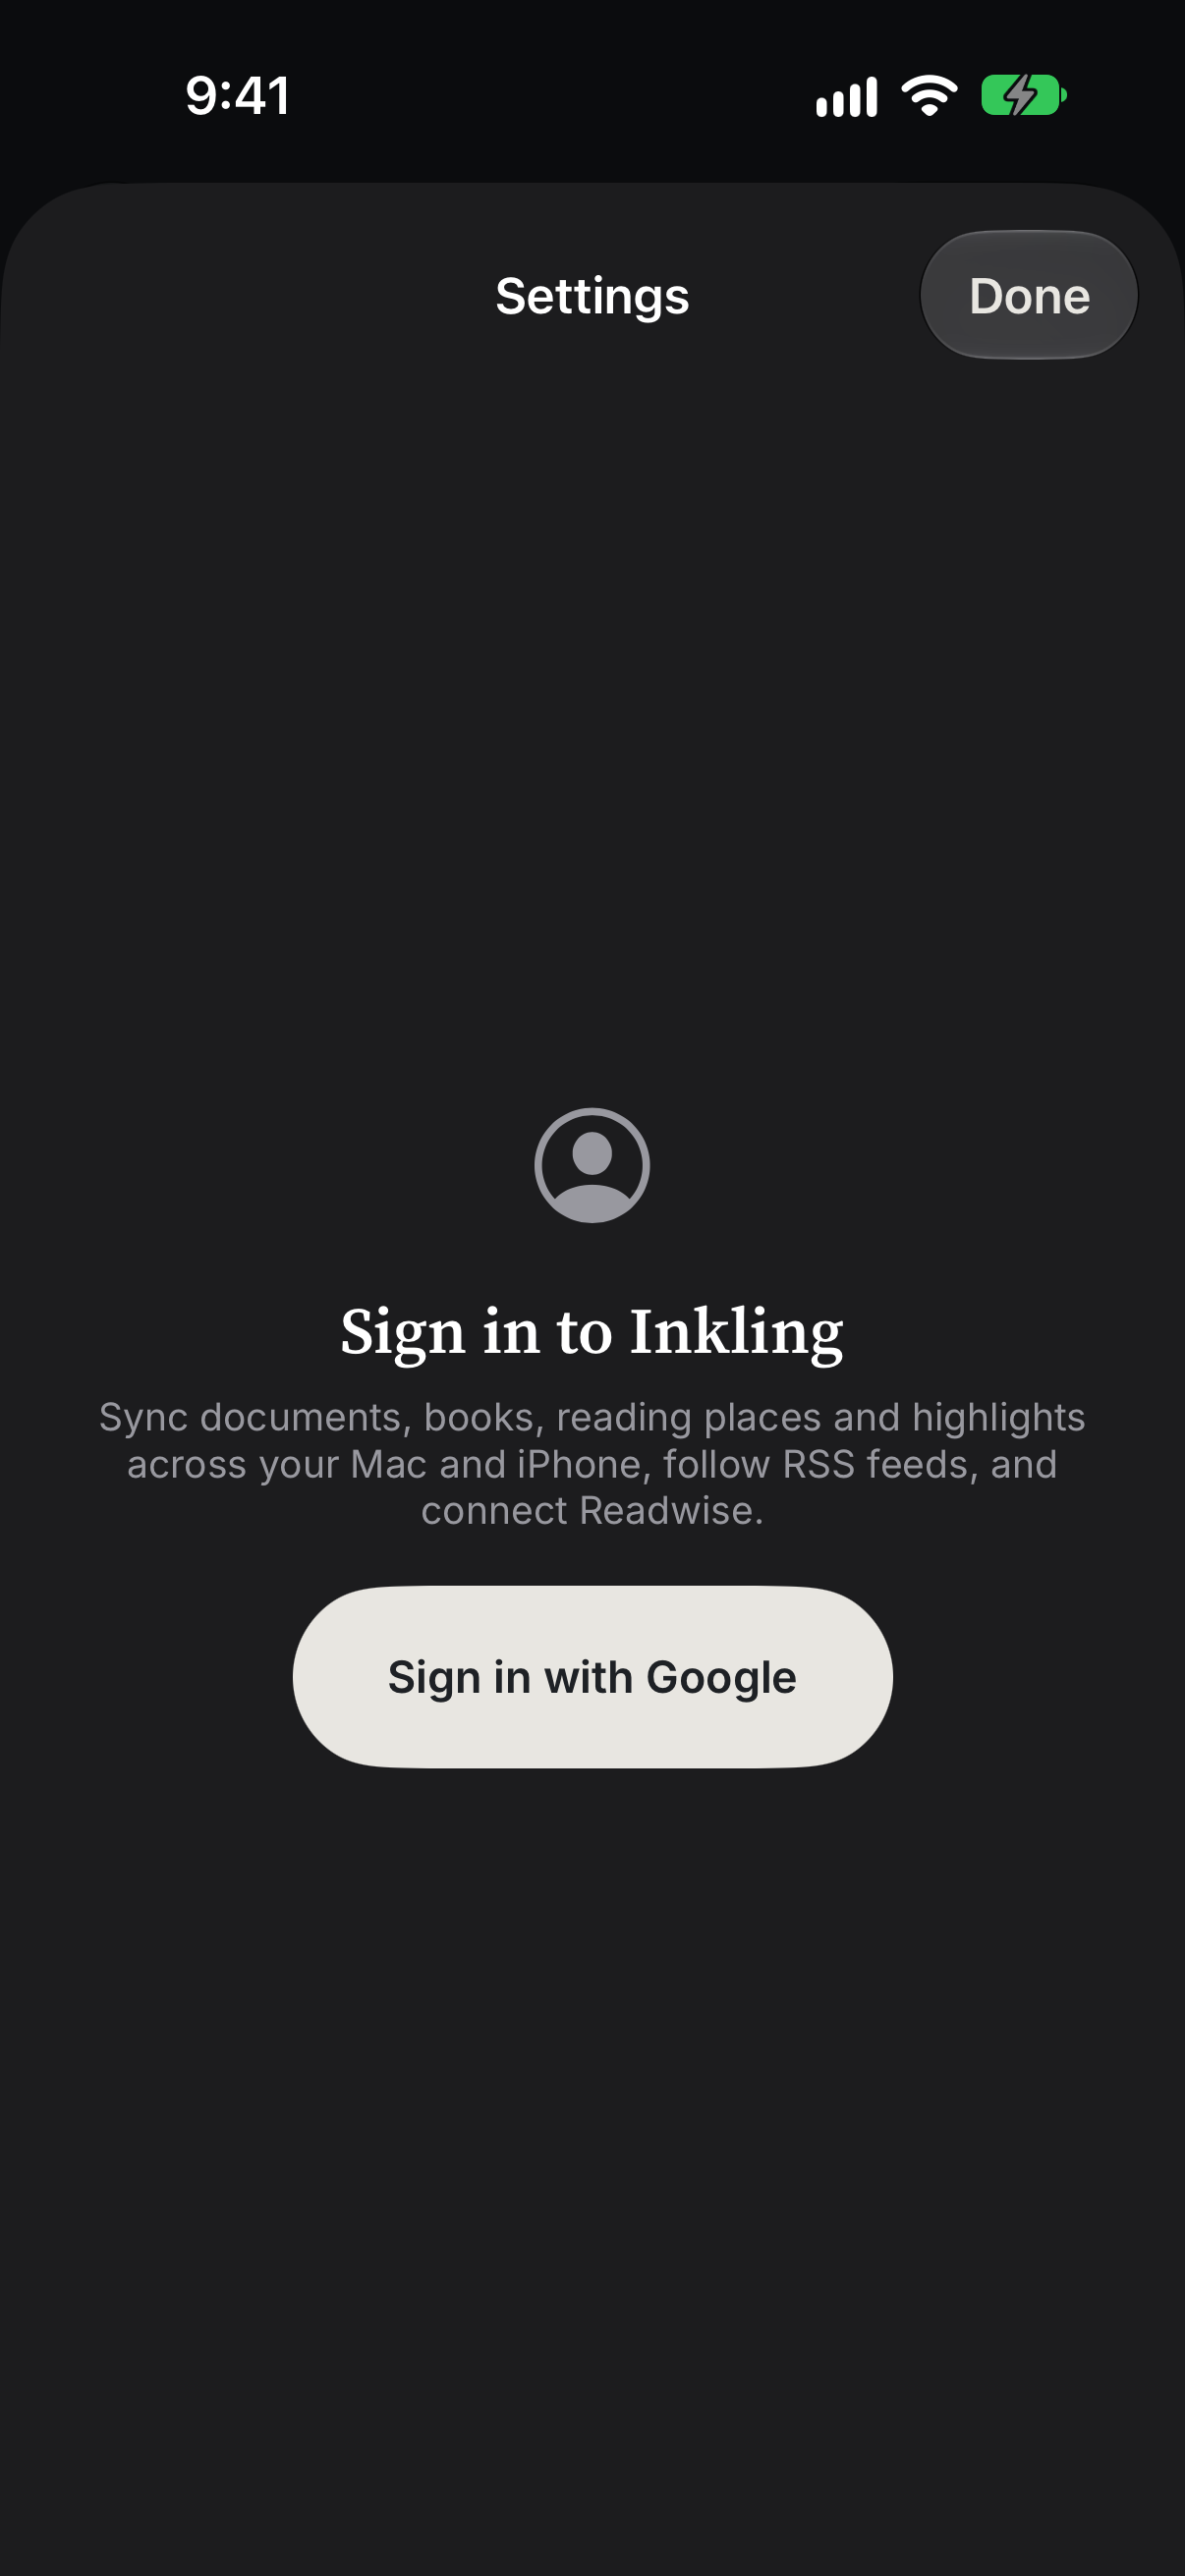 9:41
Settings
Done
Sign in to Inkling
Sync documents, books, reading places and highlights
across your Mac and iPhone, follow RSS feeds, and
connect Readwise.
Sign in with Google